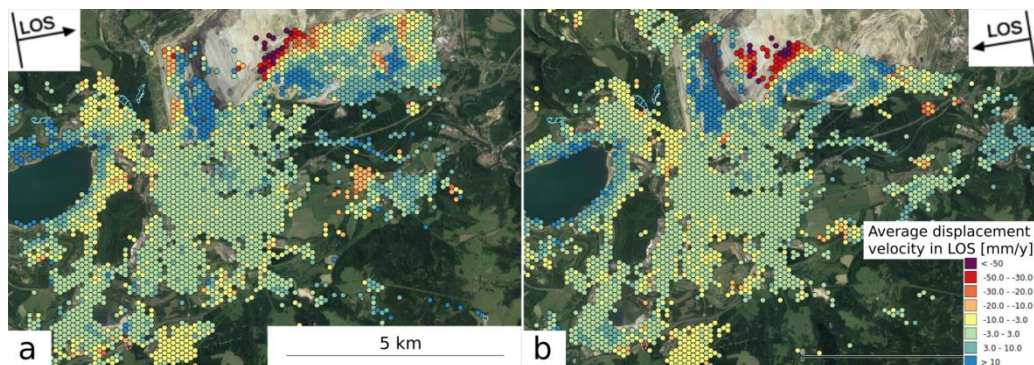 LOS
LOS
Average displacement
velocity in LOS [mm/y]
< -50
-50.0 - -30.0
-30.0 - -20.0
-20.0 - -10.0
-10.0 - -3.0
-3.0 - 3.0
3.0 - 10.0
> 10
a
5 km
b